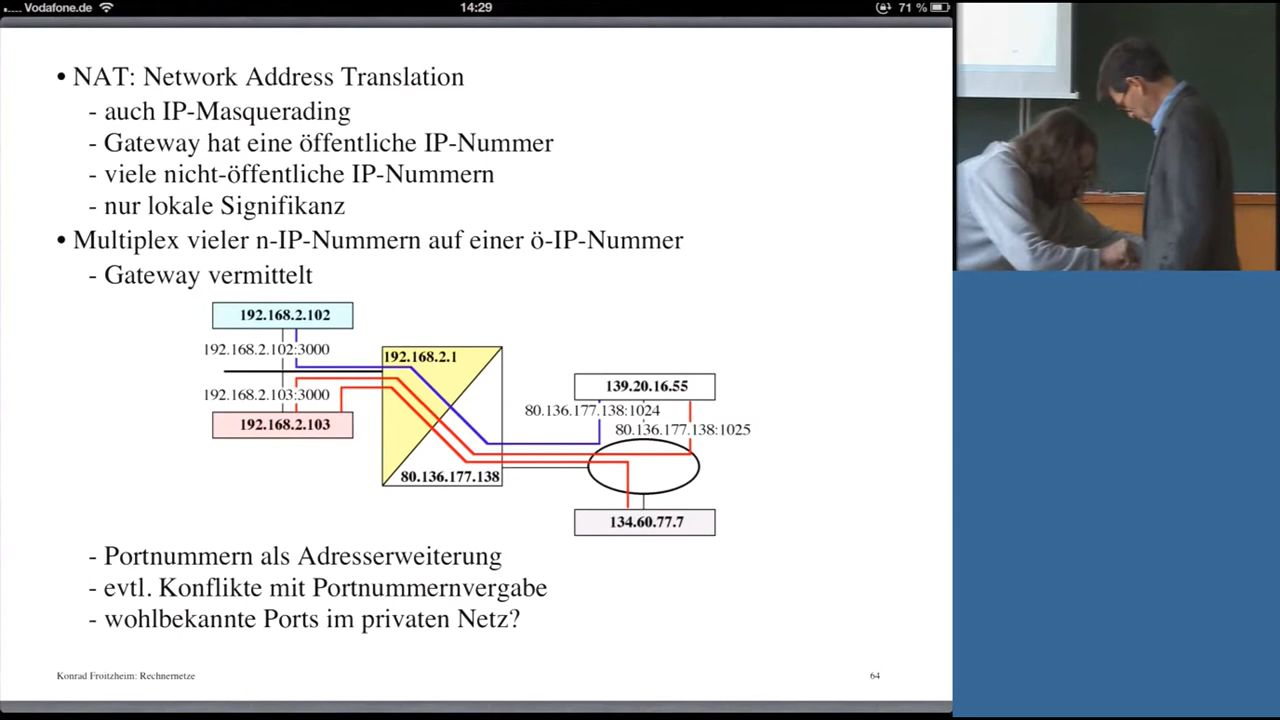 Vodafone.de
14:29
71 %
• NAT: Network Address Translation
- auch IP-Masquerading
- Gateway hat eine öffentliche IP-Nummer
- viele nicht-öffentliche IP-Nummern
- nur lokale Signifikanz
• Multiplex vieler n-IP-Nummern auf einer ö-IP-Nummer
- Gateway vermittelt
192.168.2.102
192.168.2.102:3000
192.168.2.1
192.168.2.103:3000
192.168.2.103
80.136.177.138
139.20.16.55
80.136.177.138:1024
80.136.177.138:1025
134.60.77.7
- Portnummern als Adresserweiterung
- evtl. Konflikte mit Portnummernvergabe
- wohlbekannte Ports im privaten Netz?
Konrad Froitzheim: Rechnernetze
64